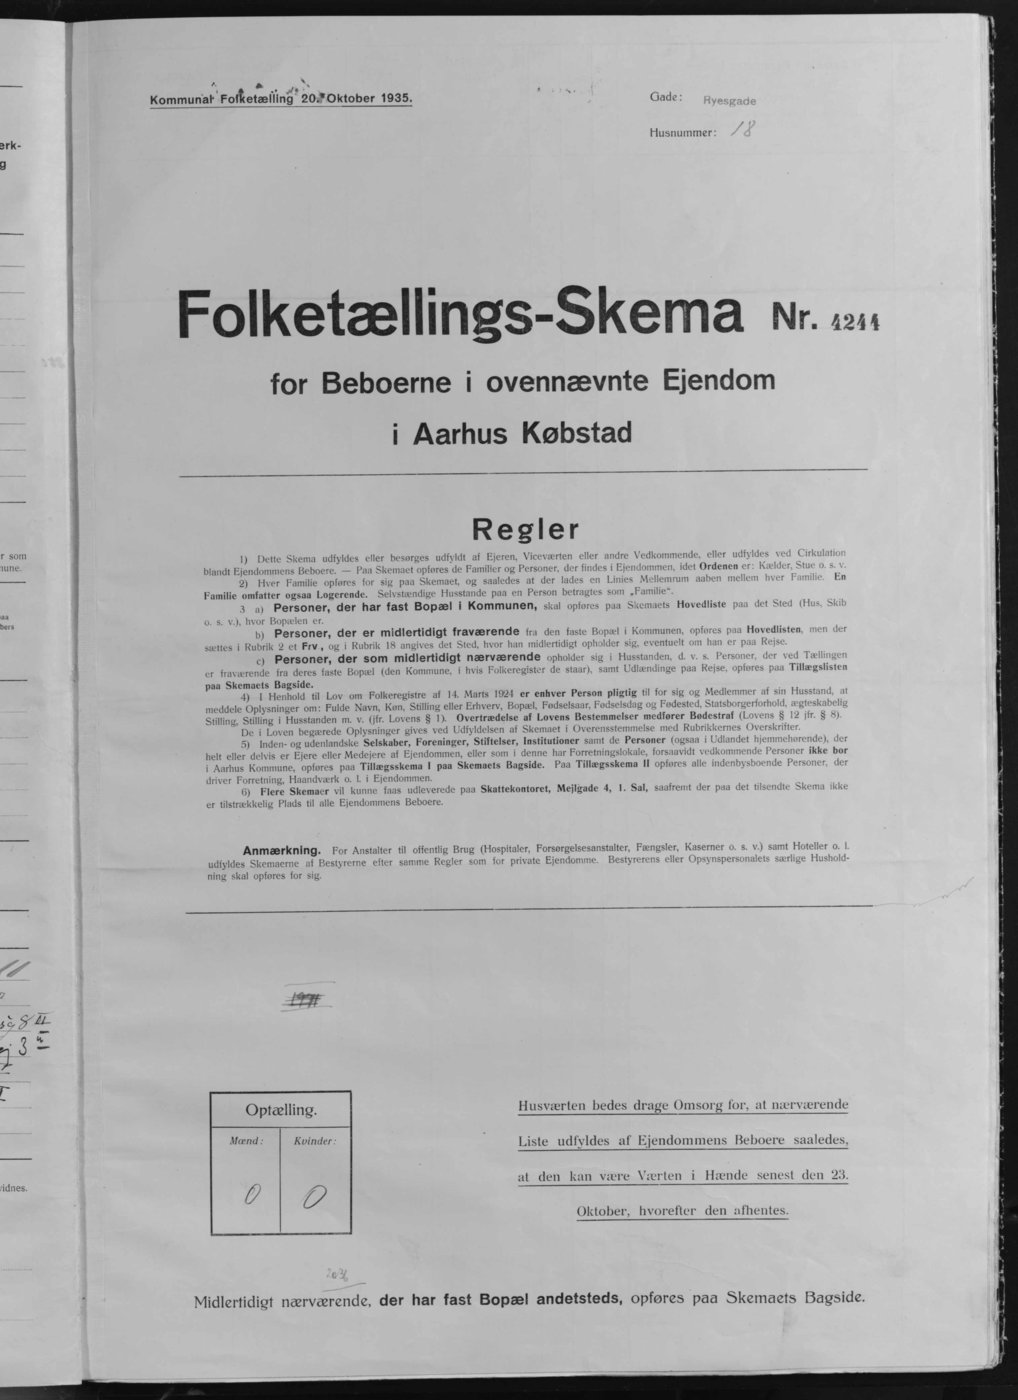 Kommunal Folketælling 20. Oktober 1935.
Gade: Ryesgade
Husnummer: 18
Folketællings-Skema Nr. 4244
for Beboerne i ovennævnte Ejendom
i Aarhus Købstad
Regler
1) Dette Skema udfyldes eller besørges udfyldt af Ejeren, Viceværten eller andre Vedkommende, eller udfyldes ved Cirkulation
blandt Ejendommens Beboere. — Paa Skemaet opføres de Familier og Personer, der findes i Ejendommen, idet Ordenen er: Kælder, Stue o. s. v.
2) Hver Familie opføres for sig paa Skemaet, og saaledes at der lades en Linies Mellemrum aaben mellem hver Familie. En
Familie omfatter ogsaa Logerende. Selvstændige Husstande paa en Person betragtes som „Familie".
3 a) Personer, der har fast Bopæl i Kommunen, skal opføres paa Skemaets Hovedliste paa det Sted (Hus, Skib
o. s. v.), hvor Bopælen er.
b) Personer, der er midlertidigt fraværende fra den faste Bopæl i Kommunen, opføres paa Hovedlisten, men der
sættes i Rubrik 2 et Frv., og i Rubrik 18 angives det Sted, hvor han midlertidigt opholder sig, eventuelt om han er paa Rejse.
c) Personer, der som midlertidigt nærværende opholder sig i Husstanden, d. v. s. Personer, der ved Tællingen
er fraværende fra deres faste Bopæl (den Kommune, i hvis Folkeregister de staar), samt Udlændinge paa Rejse, opføres paa Tillægslisten
paa Skemaets Bagside.
4) I Henhold til Lov om Folkeregistre af 14. Marts 1924 er enhver Person pligtig til for sig og Medlemmer af sin Husstand, at
meddele Oplysninger om: Fulde Navn, Køn, Stilling eller Erhverv, Bopæl, Fødselsaar, Fødselsdag og Fødested, Statsborgerforhold, ægteskabelig
Stilling, Stilling i Husstanden m. v. (jfr. Lovens § 1). Overtrædelse af Lovens Bestemmelser medfører Bødestraf (Lovens § 12 jfr. § 8).
De i Loven begærede Oplysninger gives ved Udfyldelsen af Skemaet i Overensstemmelse med Rubrikkernes Overskrifter.
5) Inden- og udenlandske Selskaber, Foreninger, Stiftelser, Institutioner samt de Personer (ogsaa i Udlandet hjemmehørende), der
helt eller delvis er Ejere eller Medejere af Ejendommen, eller som i denne har Forretningslokale, forsaavidt vedkommende Personer ikke bor
i Aarhus Kommune, opføres paa Tillægsskema I paa Skemaets Bagside. Paa Tillægsskema II opføres alle indenbysboende Personer, der
driver Forretning, Haandværk o. l. i Ejendommen.
6) Flere Skemaer vil kunne faas udleverede paa Skattekontoret, Mejlgade 4, 1. Sal, saafremt der paa det tilsendte Skema ikke
er tilstrækkelig Plads til alle Ejendommens Beboere.
Anmærkning. For Anstalter til offentlig Brug (Hospitaler, Forsørgelsesanstalter, Fængsler, Kaserner o. s. v.) samt Hoteller o. l.
udfyldes Skemaerne af Bestyrerne efter samme Regler som for private Ejendomme. Bestyrerens eller Opsynspersonalets særlige Hushold-
ning skal opføres for sig.
Optælling.
Mænd: Kvinder:
0 0
Husværten bedes drage Omsorg for, at nærværende
Liste udfyldes af Ejendommens Beboere saaledes,
at den kan være Værten i Hænde senest den 23.
Oktober, hvorefter den afhentes.
Midlertidigt nærværende, der har fast Bopæl andetsteds, opføres paa Skemaets Bagside.